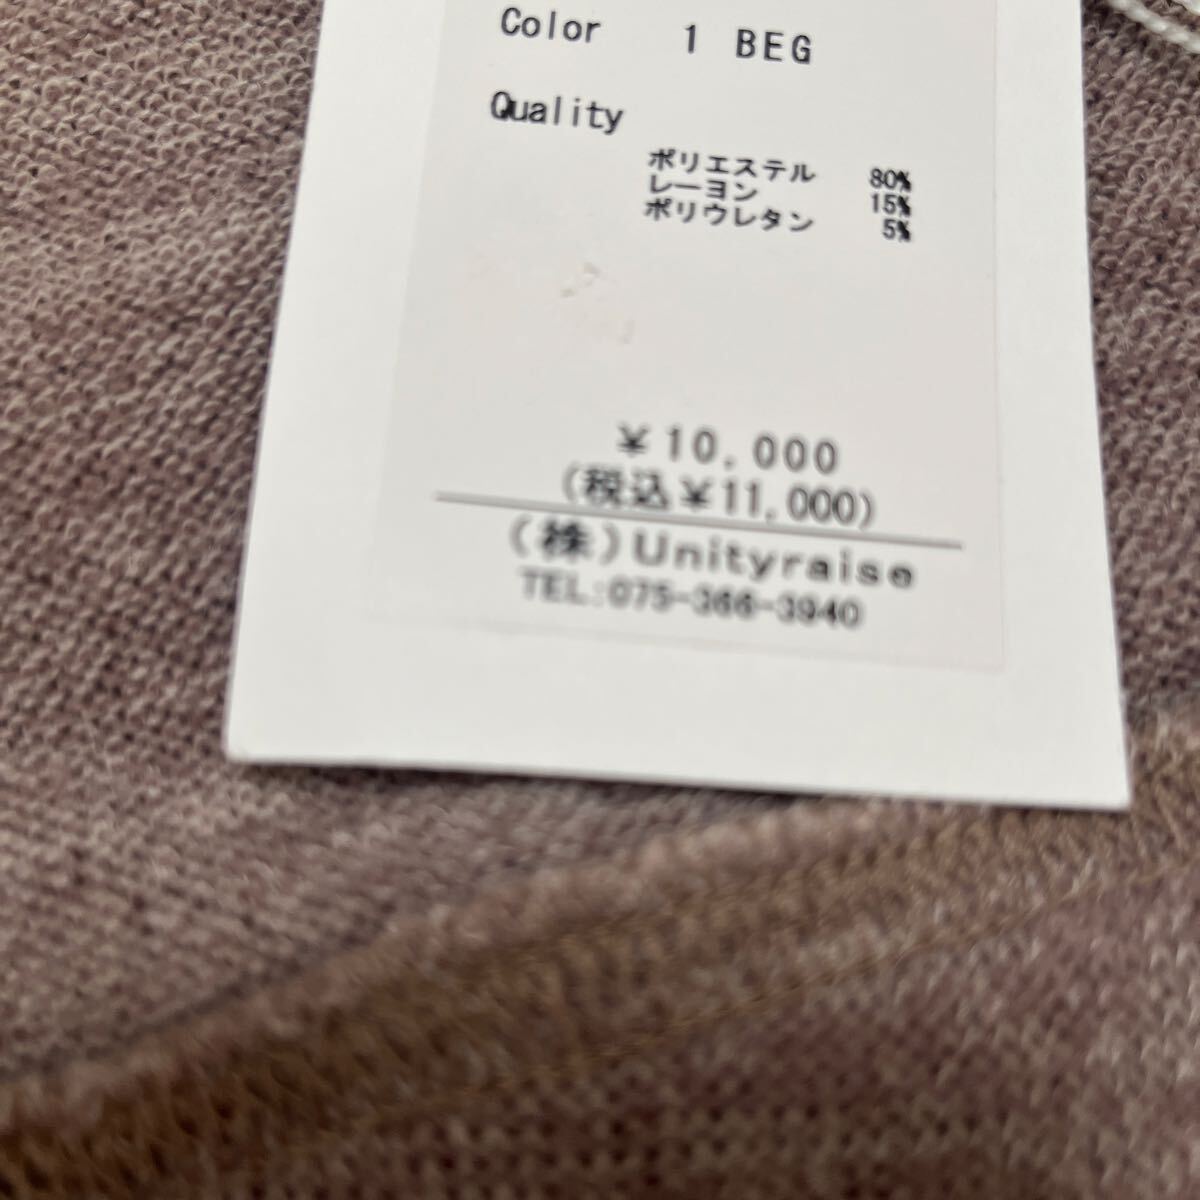 Color 1 BEG
Quality
ポリエステル 80%
レーヨン 15%
ポリウレタン 5%
¥10,000
(税込¥11,000)
(株)Unityraise
TEL:075-366-3940